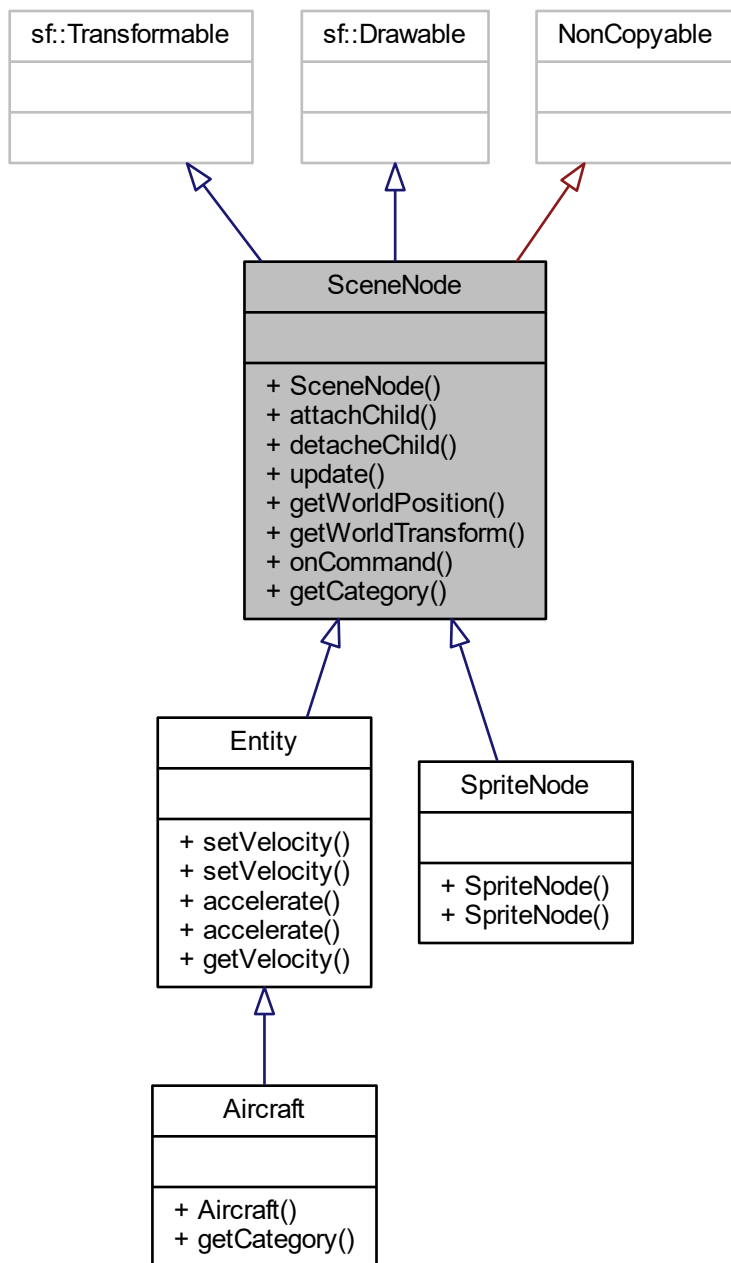 sf::Transformable
sf::Drawable
NonCopyable
SceneNode
+ SceneNode()
+ attachChild()
+ detacheChild()
+ update()
+ getWorldPosition()
+ getWorldTransform()
+ onCommand()
+ getCategory()
Entity
+ setVelocity()
+ setVelocity()
+ accelerate()
+ accelerate()
+ getVelocity()
SpriteNode
+ SpriteNode()
+ SpriteNode()
Aircraft
+ Aircraft()
+ getCategory()